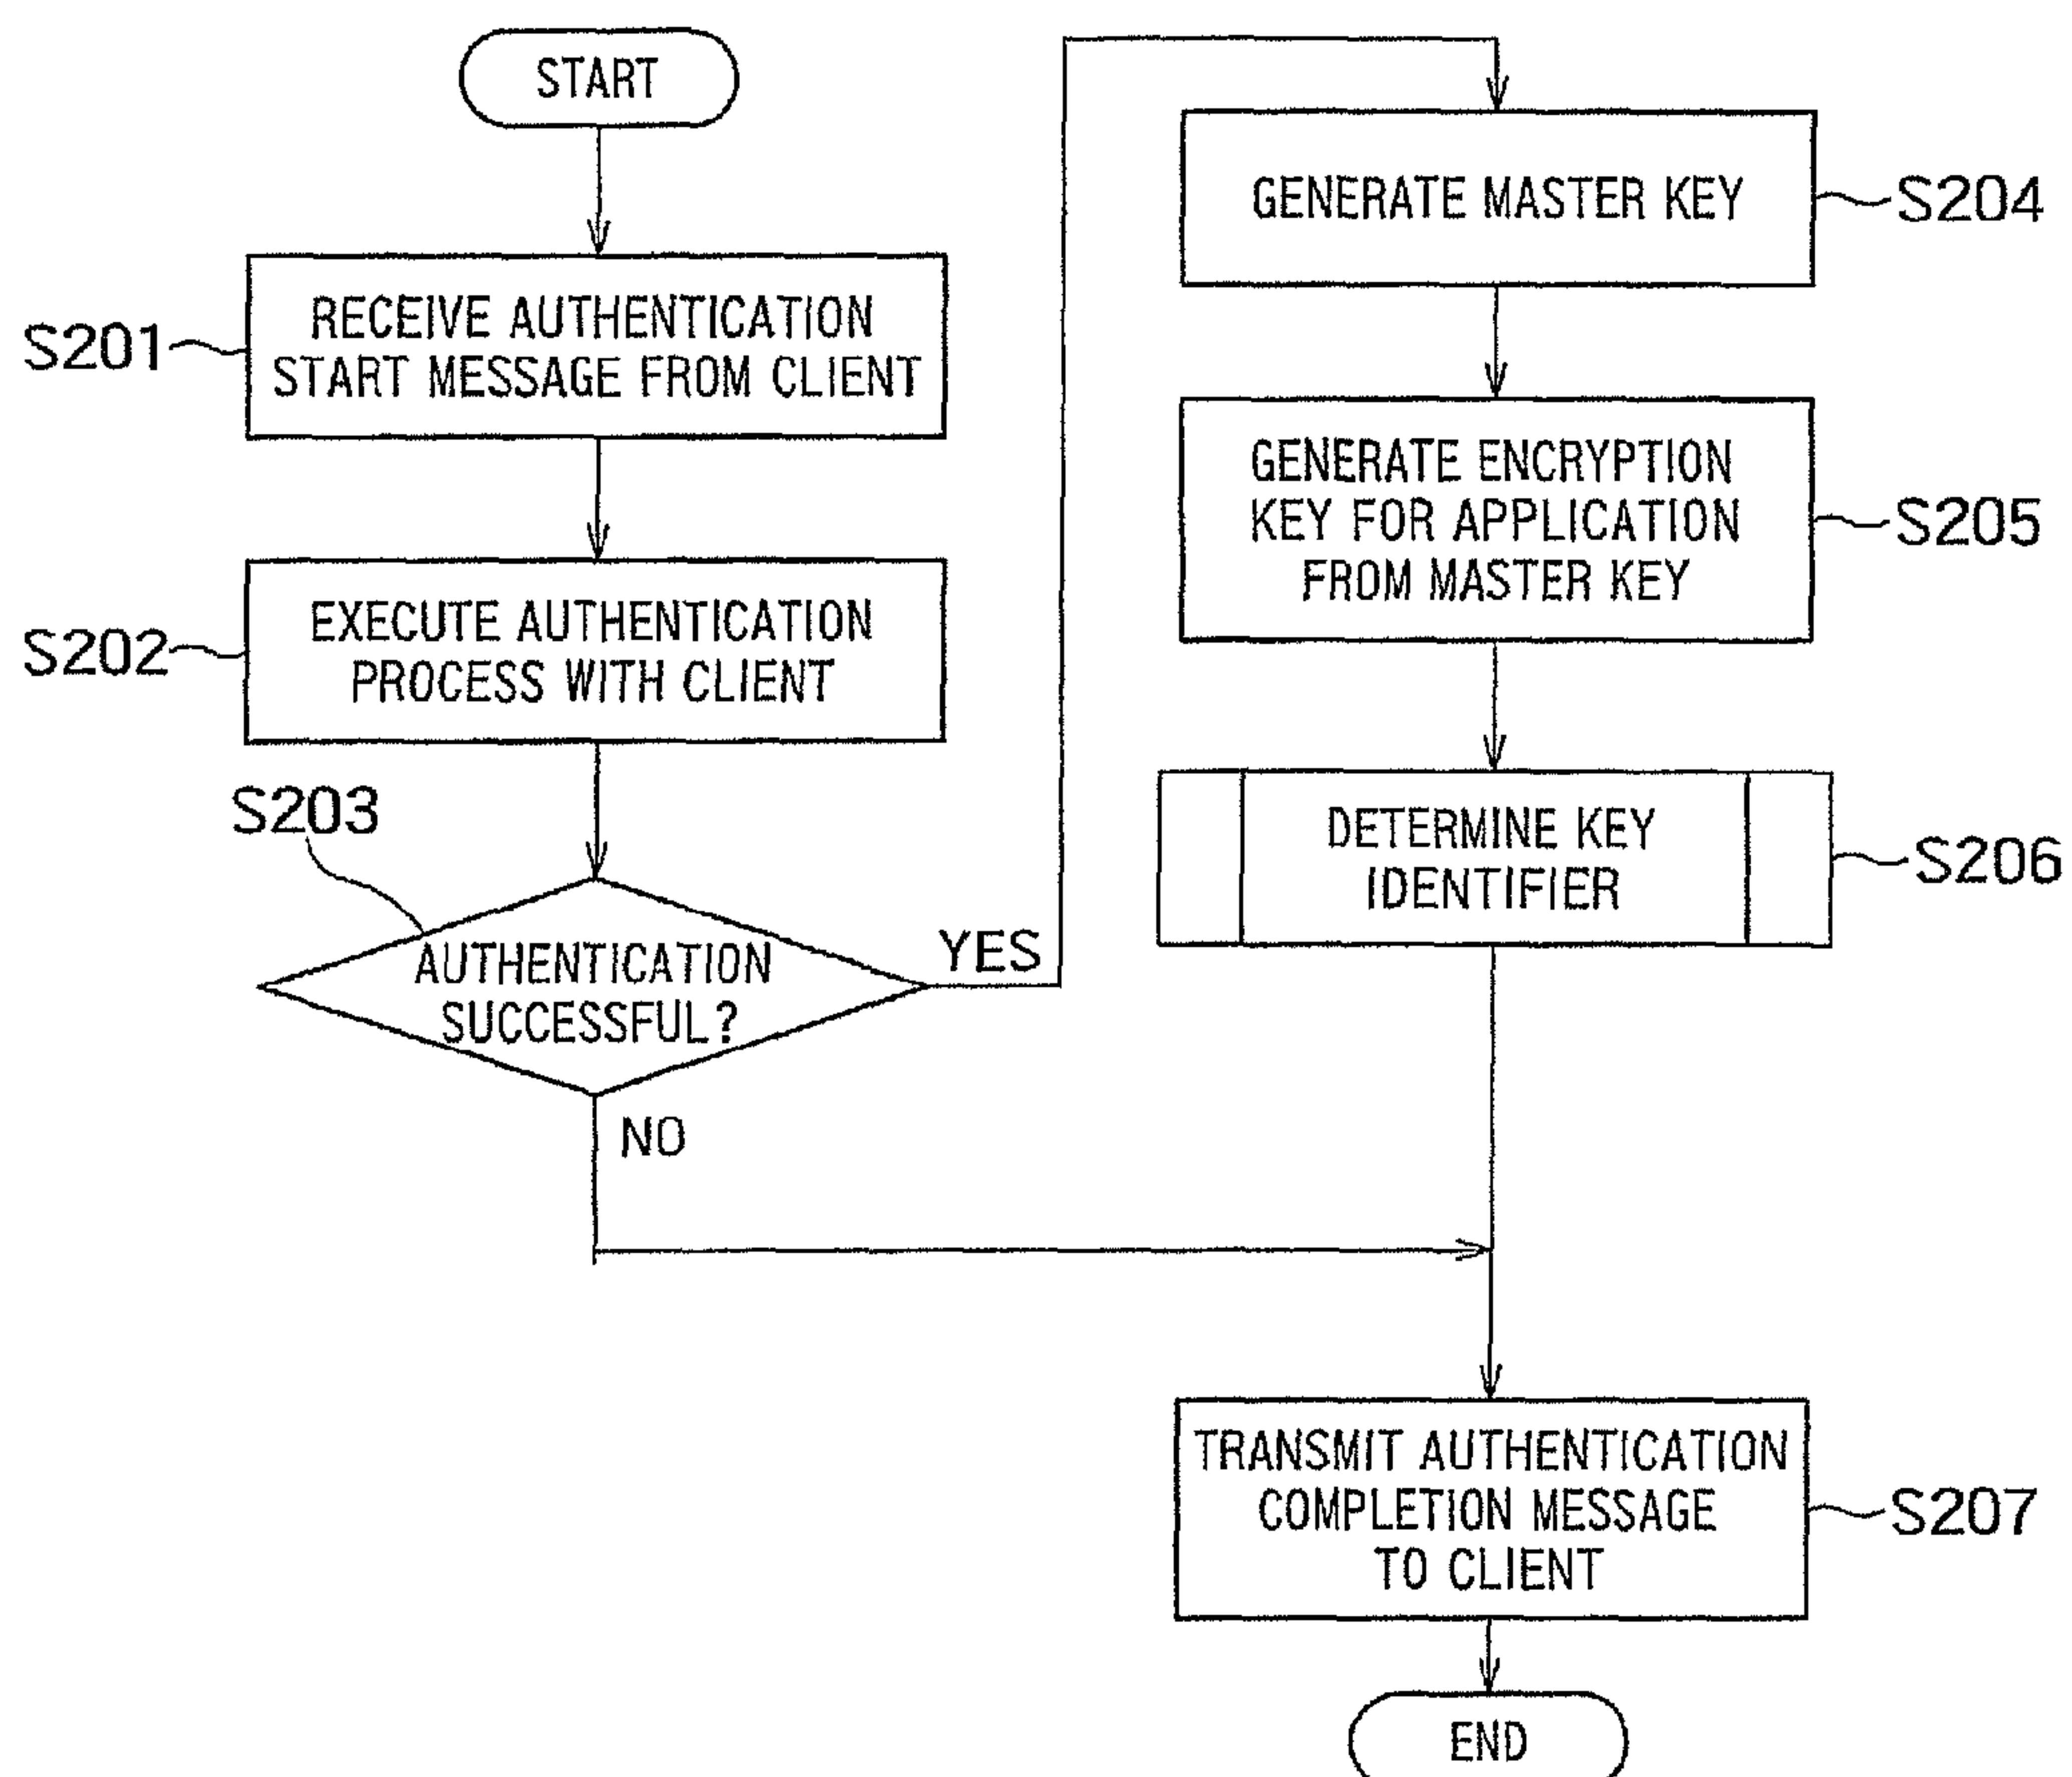 START
S201
RECEIVE AUTHENTICATION
START MESSAGE FROM CLIENT
S202
EXECUTE AUTHENTICATION
PROCESS WITH CLIENT
S203
AUTHENTICATION
SUCCESSFUL?
YES
NO
GENERATE MASTER KEY
S204
GENERATE ENCRYPTION
KEY FOR APPLICATION
FROM MASTER KEY
S205
DETERMINE KEY
IDENTIFIER
S206
TRANSMIT AUTHENTICATION
COMPLETION MESSAGE
TO CLIENT
S207
END